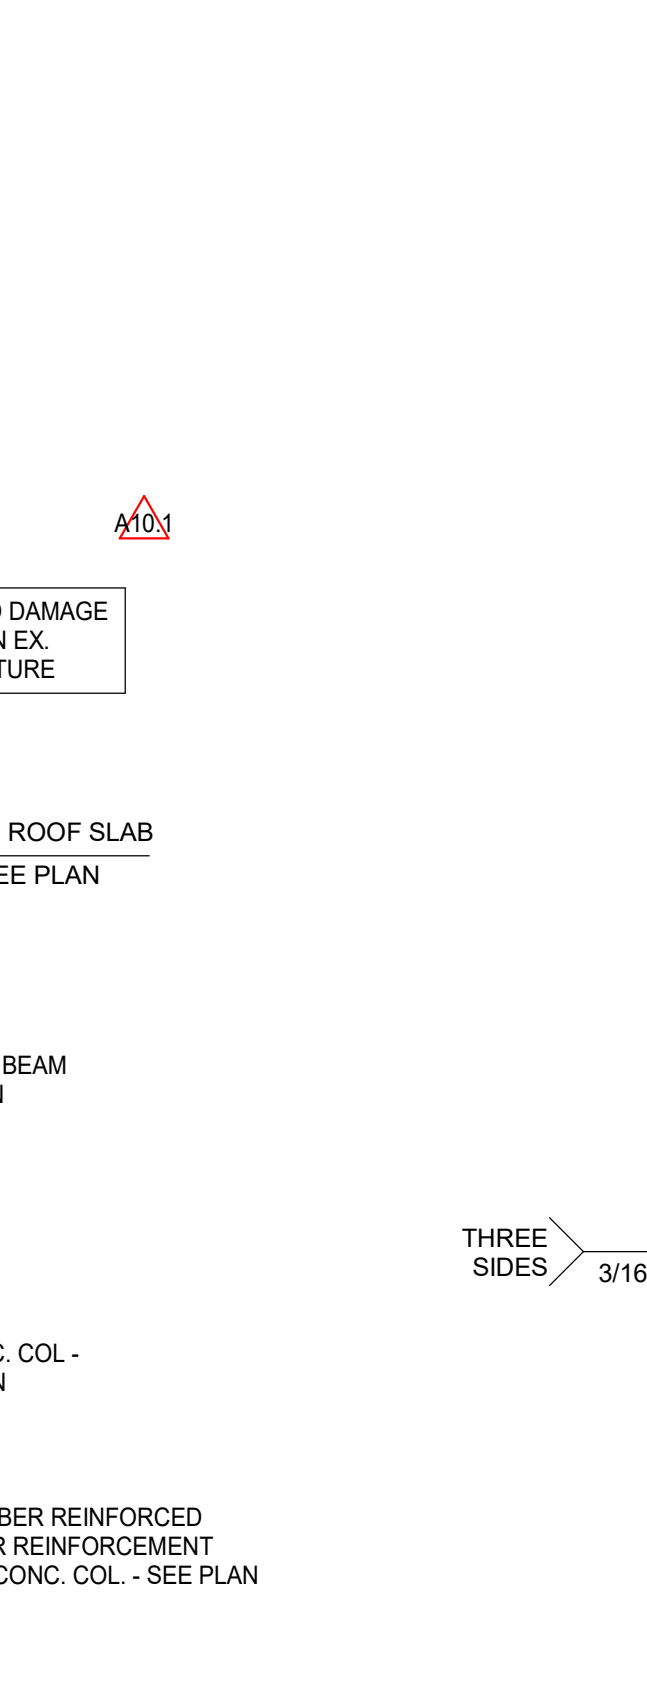 A10.1
DAMAGE
EX.
TURE
ROOF SLAB
EE PLAN
BEAM
N
THREE
SIDES
3/16
C. COL -
N
BER REINFORCED
R REINFORCEMENT
CONC. COL. - SEE PLAN